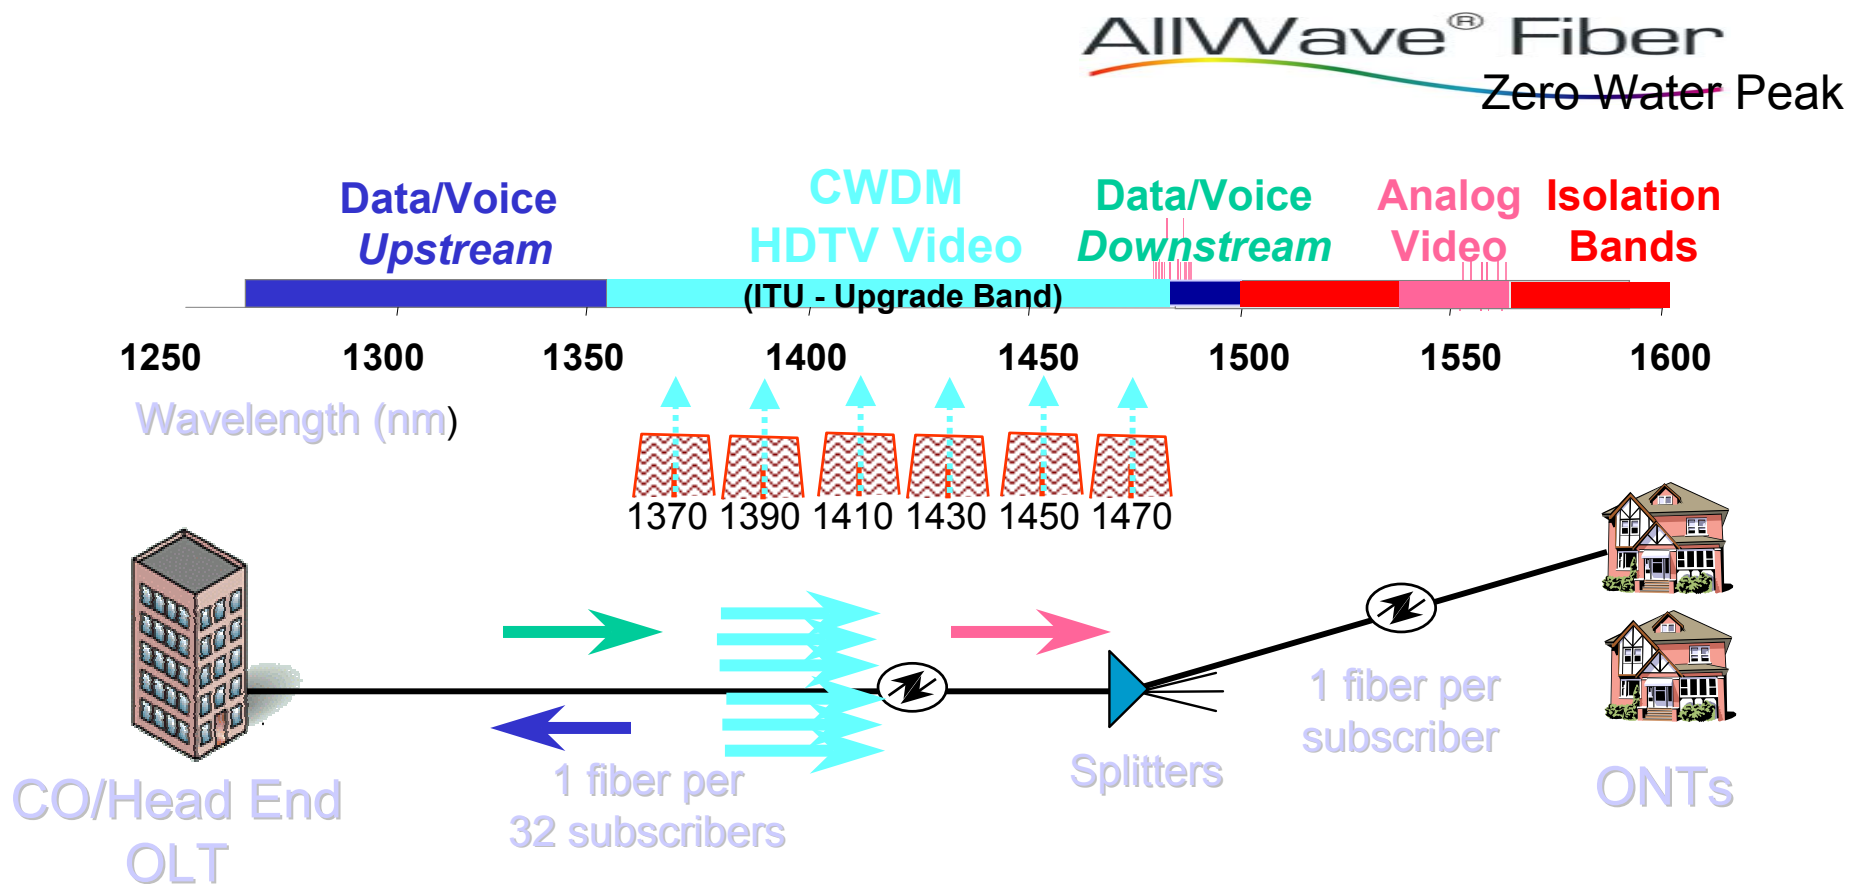 AllWave® Fiber
Zero Water Peak
Data/Voice
Upstream
CWDM
HDTV Video
Data/Voice
Downstream
Analog
Video
Isolation
Bands
(ITU - Upgrade Band)
1250 1300 1350 1400 1450 1500 1550 1600
Wavelength (nm)
1370 1390 1410 1430 1450 1470
1 fiber per
subscriber
1 fiber per
32 subscribers
Splitters
CO/Head End
OLT
ONTs